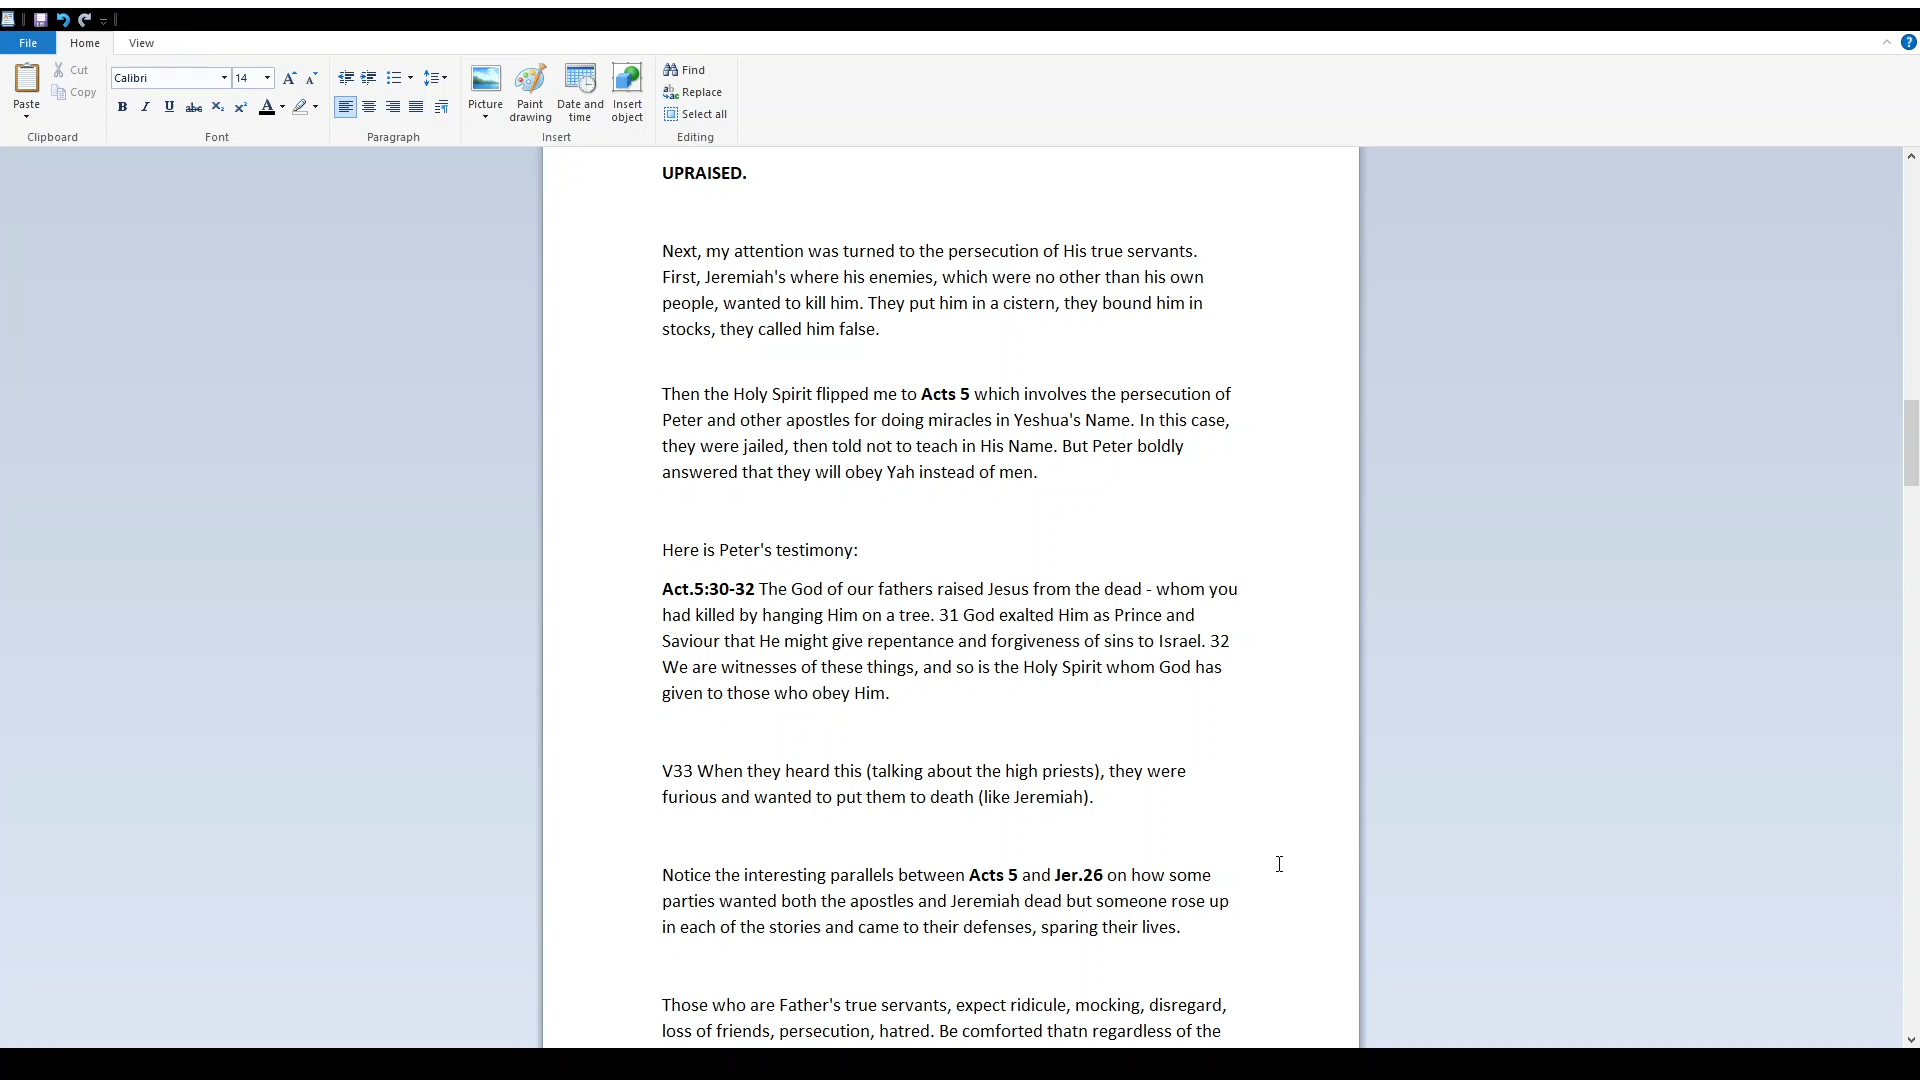 File Home View
Paste Cut Copy Clipboard
Calibri 14 Font
Paragraph
Picture Paint drawing Date and time Insert object Insert
Find Replace Select all Editing
UPRAISED.
Next, my attention was turned to the persecution of His true servants.
First, Jeremiah's where his enemies, which were no other than his own
people, wanted to kill him. They put him in a cistern, they bound him in
stocks, they called him false.
Then the Holy Spirit flipped me to Acts 5 which involves the persecution of
Peter and other apostles for doing miracles in Yeshua's Name. In this case,
they were jailed, then told not to teach in His Name. But Peter boldly
answered that they will obey Yah instead of men.
Here is Peter's testimony:
Act.5:30-32 The God of our fathers raised Jesus from the dead - whom you
had killed by hanging Him on a tree. 31 God exalted Him as Prince and
Saviour that He might give repentance and forgiveness of sins to Israel. 32
We are witnesses of these things, and so is the Holy Spirit whom God has
given to those who obey Him.
V33 When they heard this (talking about the high priests), they were
furious and wanted to put them to death (like Jeremiah).
Notice the interesting parallels between Acts 5 and Jer.26 on how some
parties wanted both the apostles and Jeremiah dead but someone rose up
in each of the stories and came to their defenses, sparing their lives.
Those who are Father's true servants, expect ridicule, mocking, disregard,
loss of friends, persecution, hatred. Be comforted thatn regardless of the